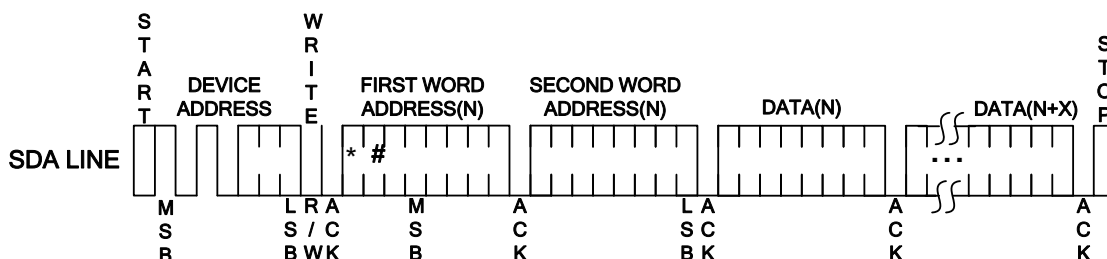 START
WRITE
STOP
DEVICE
ADDRESS
FIRST WORD
ADDRESS(N)
SECOND WORD
ADDRESS(N)
DATA(N)
DATA(N+X)
SDA LINE
* #
...
MSB
LSB
R/W
ACK
MSB
ACK
LSB
ACK
ACK
ACK